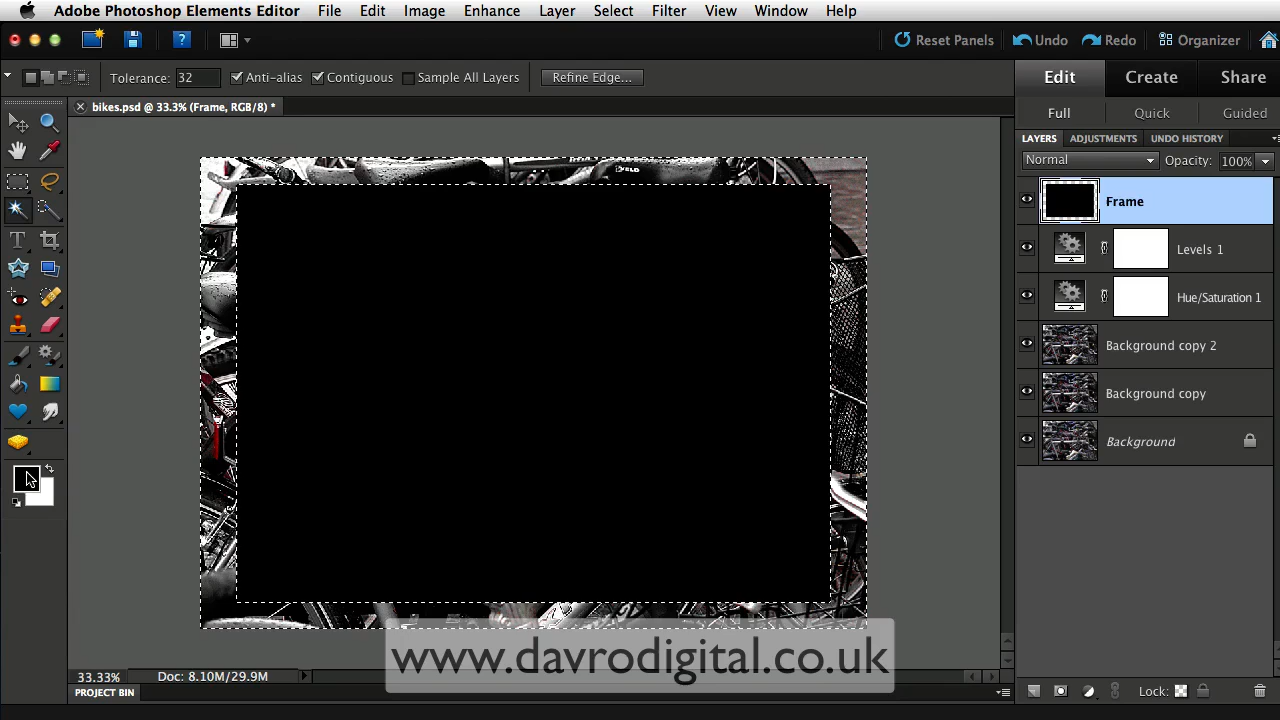 Adobe Photoshop Elements Editor File Edit Image Enhance Layer Select Filter View Window Help
? Reset Panels Undo Redo Organizer
Tolerance: 32 Anti-alias Contiguous Sample All Layers Refine Edge... Edit Create Share
bikes.psd @ 33.3% (Frame, RGB/8) * Full Quick Guided
LAYERS ADJUSTMENTS UNDO HISTORY
Normal Opacity: 100%
Frame
Levels 1
Hue/Saturation 1
Background copy 2
Background copy
Background
T
www.davrodigital.co.uk
33.33% Doc: 8.10M/29.9M
PROJECT BIN Lock: